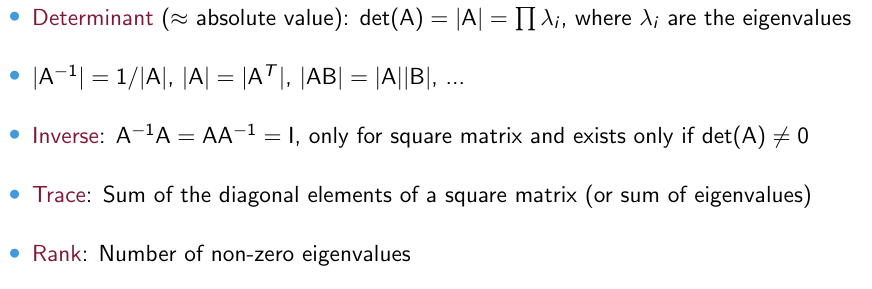 • Determinant (≈ absolute value): det(A) = |A| = ∏ λᵢ, where λᵢ are the eigenvalues
• |A⁻¹| = 1/|A|, |A| = |Aᵀ|, |AB| = |A||B|, ...
• Inverse: A⁻¹A = AA⁻¹ = I, only for square matrix and exists only if det(A) ≠ 0
• Trace: Sum of the diagonal elements of a square matrix (or sum of eigenvalues)
• Rank: Number of non-zero eigenvalues